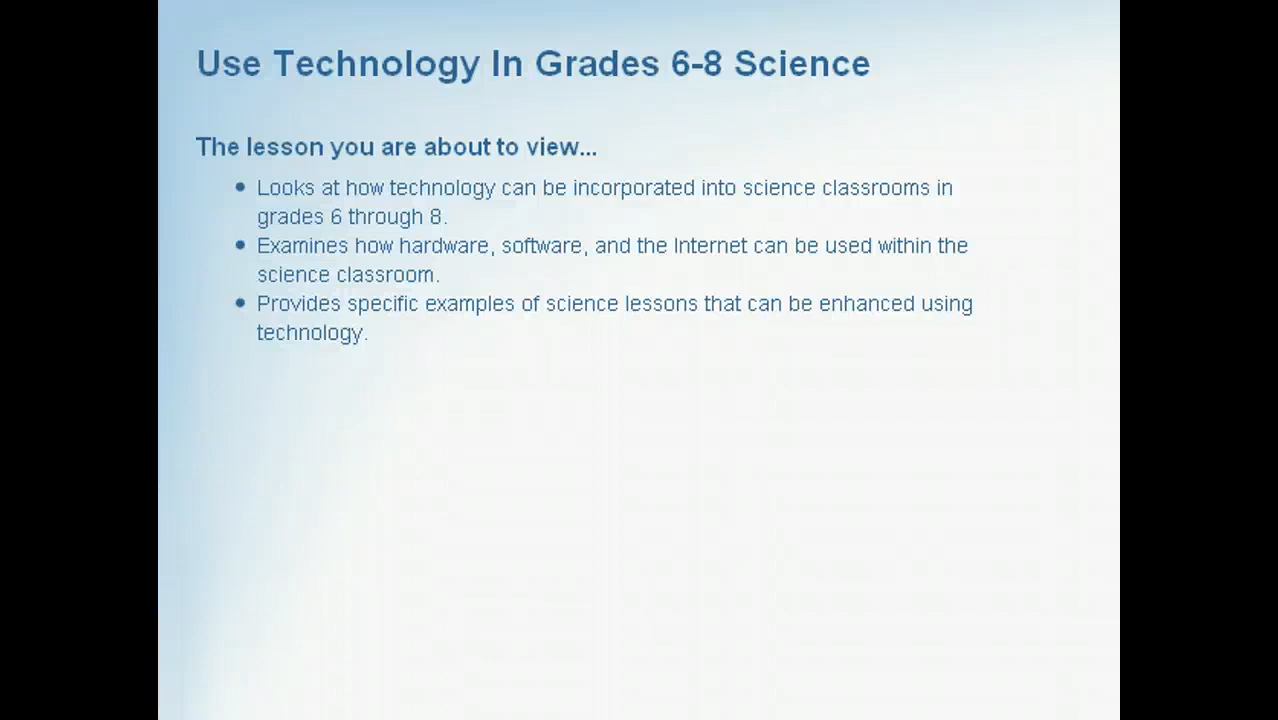 Use Technology In Grades 6-8 Science
The lesson you are about to view...
• Looks at how technology can be incorporated into science classrooms in
grades 6 through 8.
• Examines how hardware, software, and the Internet can be used within the
science classroom.
• Provides specific examples of science lessons that can be enhanced using
technology.